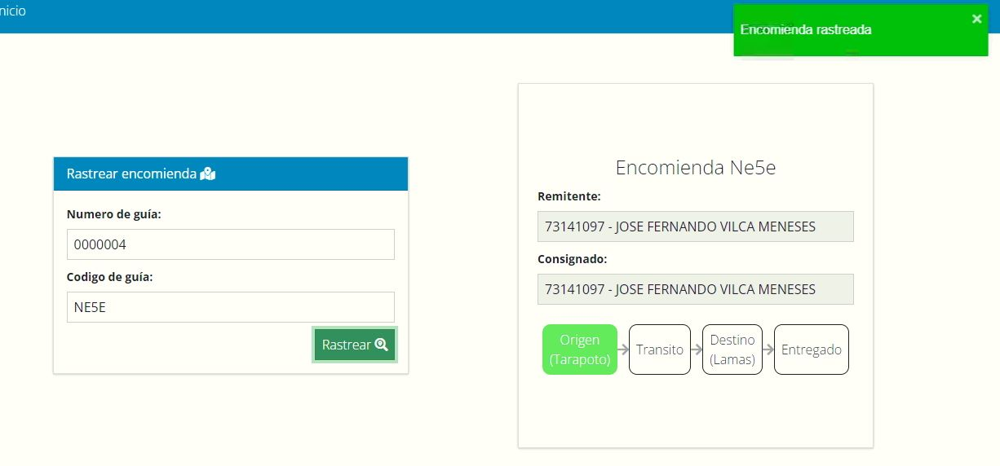 nicio
Encomienda rastreada
×
Rastrear encomienda
Numero de guía:
0000004
Codigo de guía:
NE5E
Rastrear
Encomienda Ne5e
Remitente:
73141097 - JOSE FERNANDO VILCA MENESES
Consignado:
73141097 - JOSE FERNANDO VILCA MENESES
Origen
(Tarapoto)
Transito
Destino
(Lamas)
Entregado